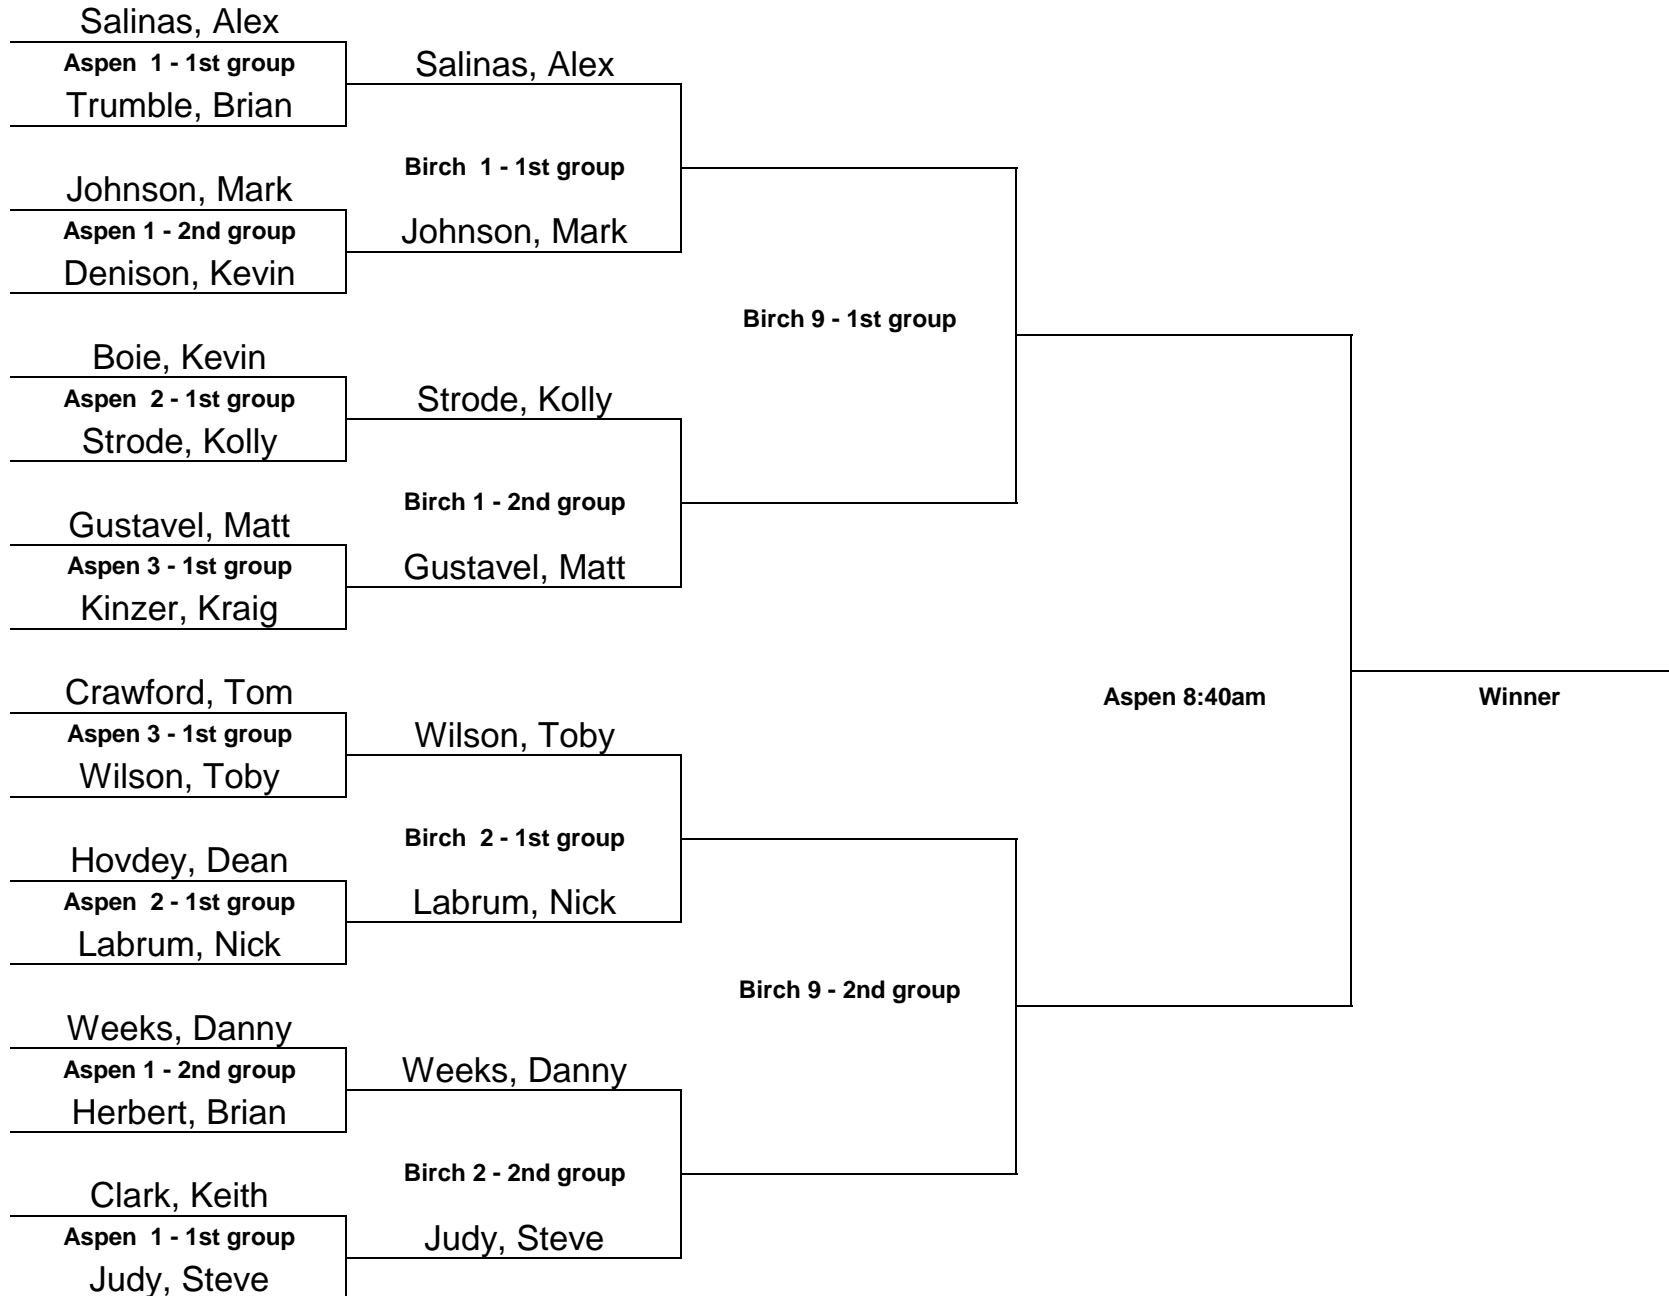 Salinas, Alex
Aspen  1 - 1st group
Trumble, Brian
Johnson, Mark
Aspen 1 - 2nd group
Denison, Kevin
Boie, Kevin
Aspen  2 - 1st group
Strode, Kolly
Gustavel, Matt
Aspen 3 - 1st group
Kinzer, Kraig
Crawford, Tom
Aspen 3 - 1st group
Wilson, Toby
Hovdey, Dean
Aspen  2 - 1st group
Labrum, Nick
Weeks, Danny
Aspen 1 - 2nd group
Herbert, Brian
Clark, Keith
Aspen  1 - 1st group
Judy, Steve
Salinas, Alex
Birch  1 - 1st group
Johnson, Mark
Strode, Kolly
Birch 1 - 2nd group
Gustavel, Matt
Wilson, Toby
Birch  2 - 1st group
Labrum, Nick
Weeks, Danny
Birch 2 - 2nd group
Judy, Steve
Birch 9 - 1st group
Birch 9 - 2nd group
Aspen 8:40am
Winner